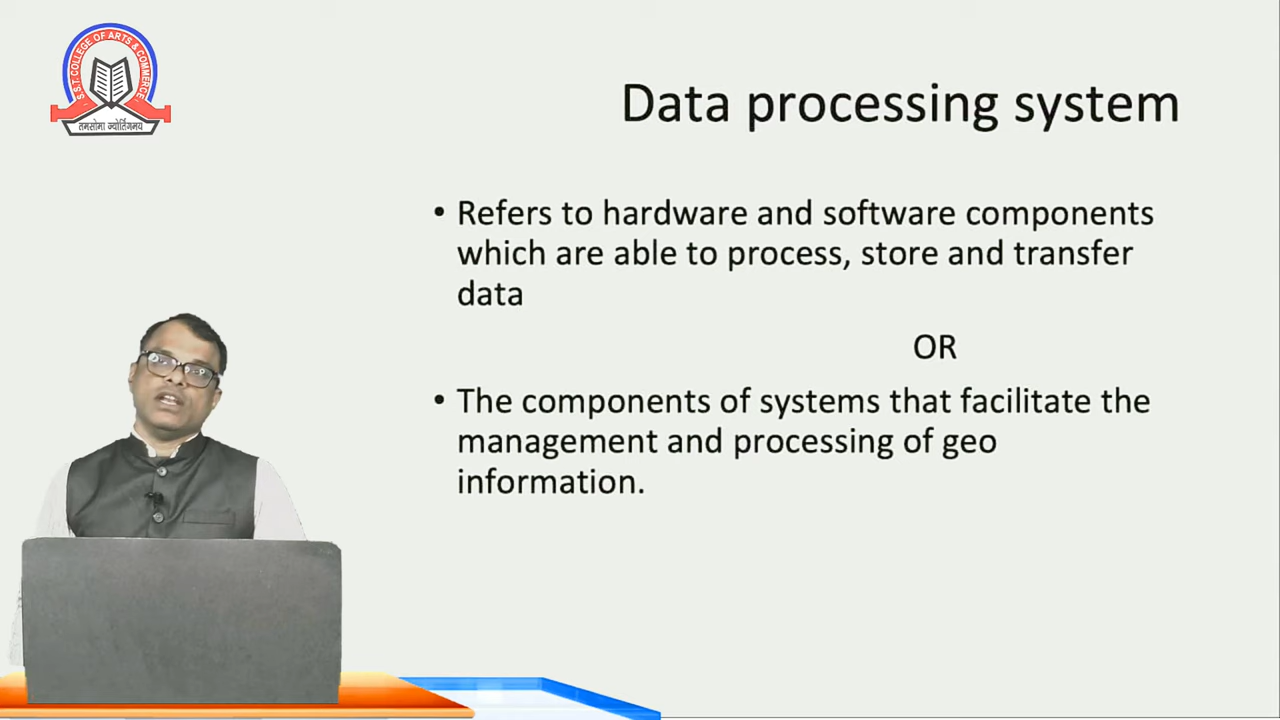 S.S.T. COLLEGE OF ARTS & COMMERCE
तमसोमा ज्योर्तिगमय
Data processing system
• Refers to hardware and software components
which are able to process, store and transfer
data
OR
• The components of systems that facilitate the
management and processing of geo
information.